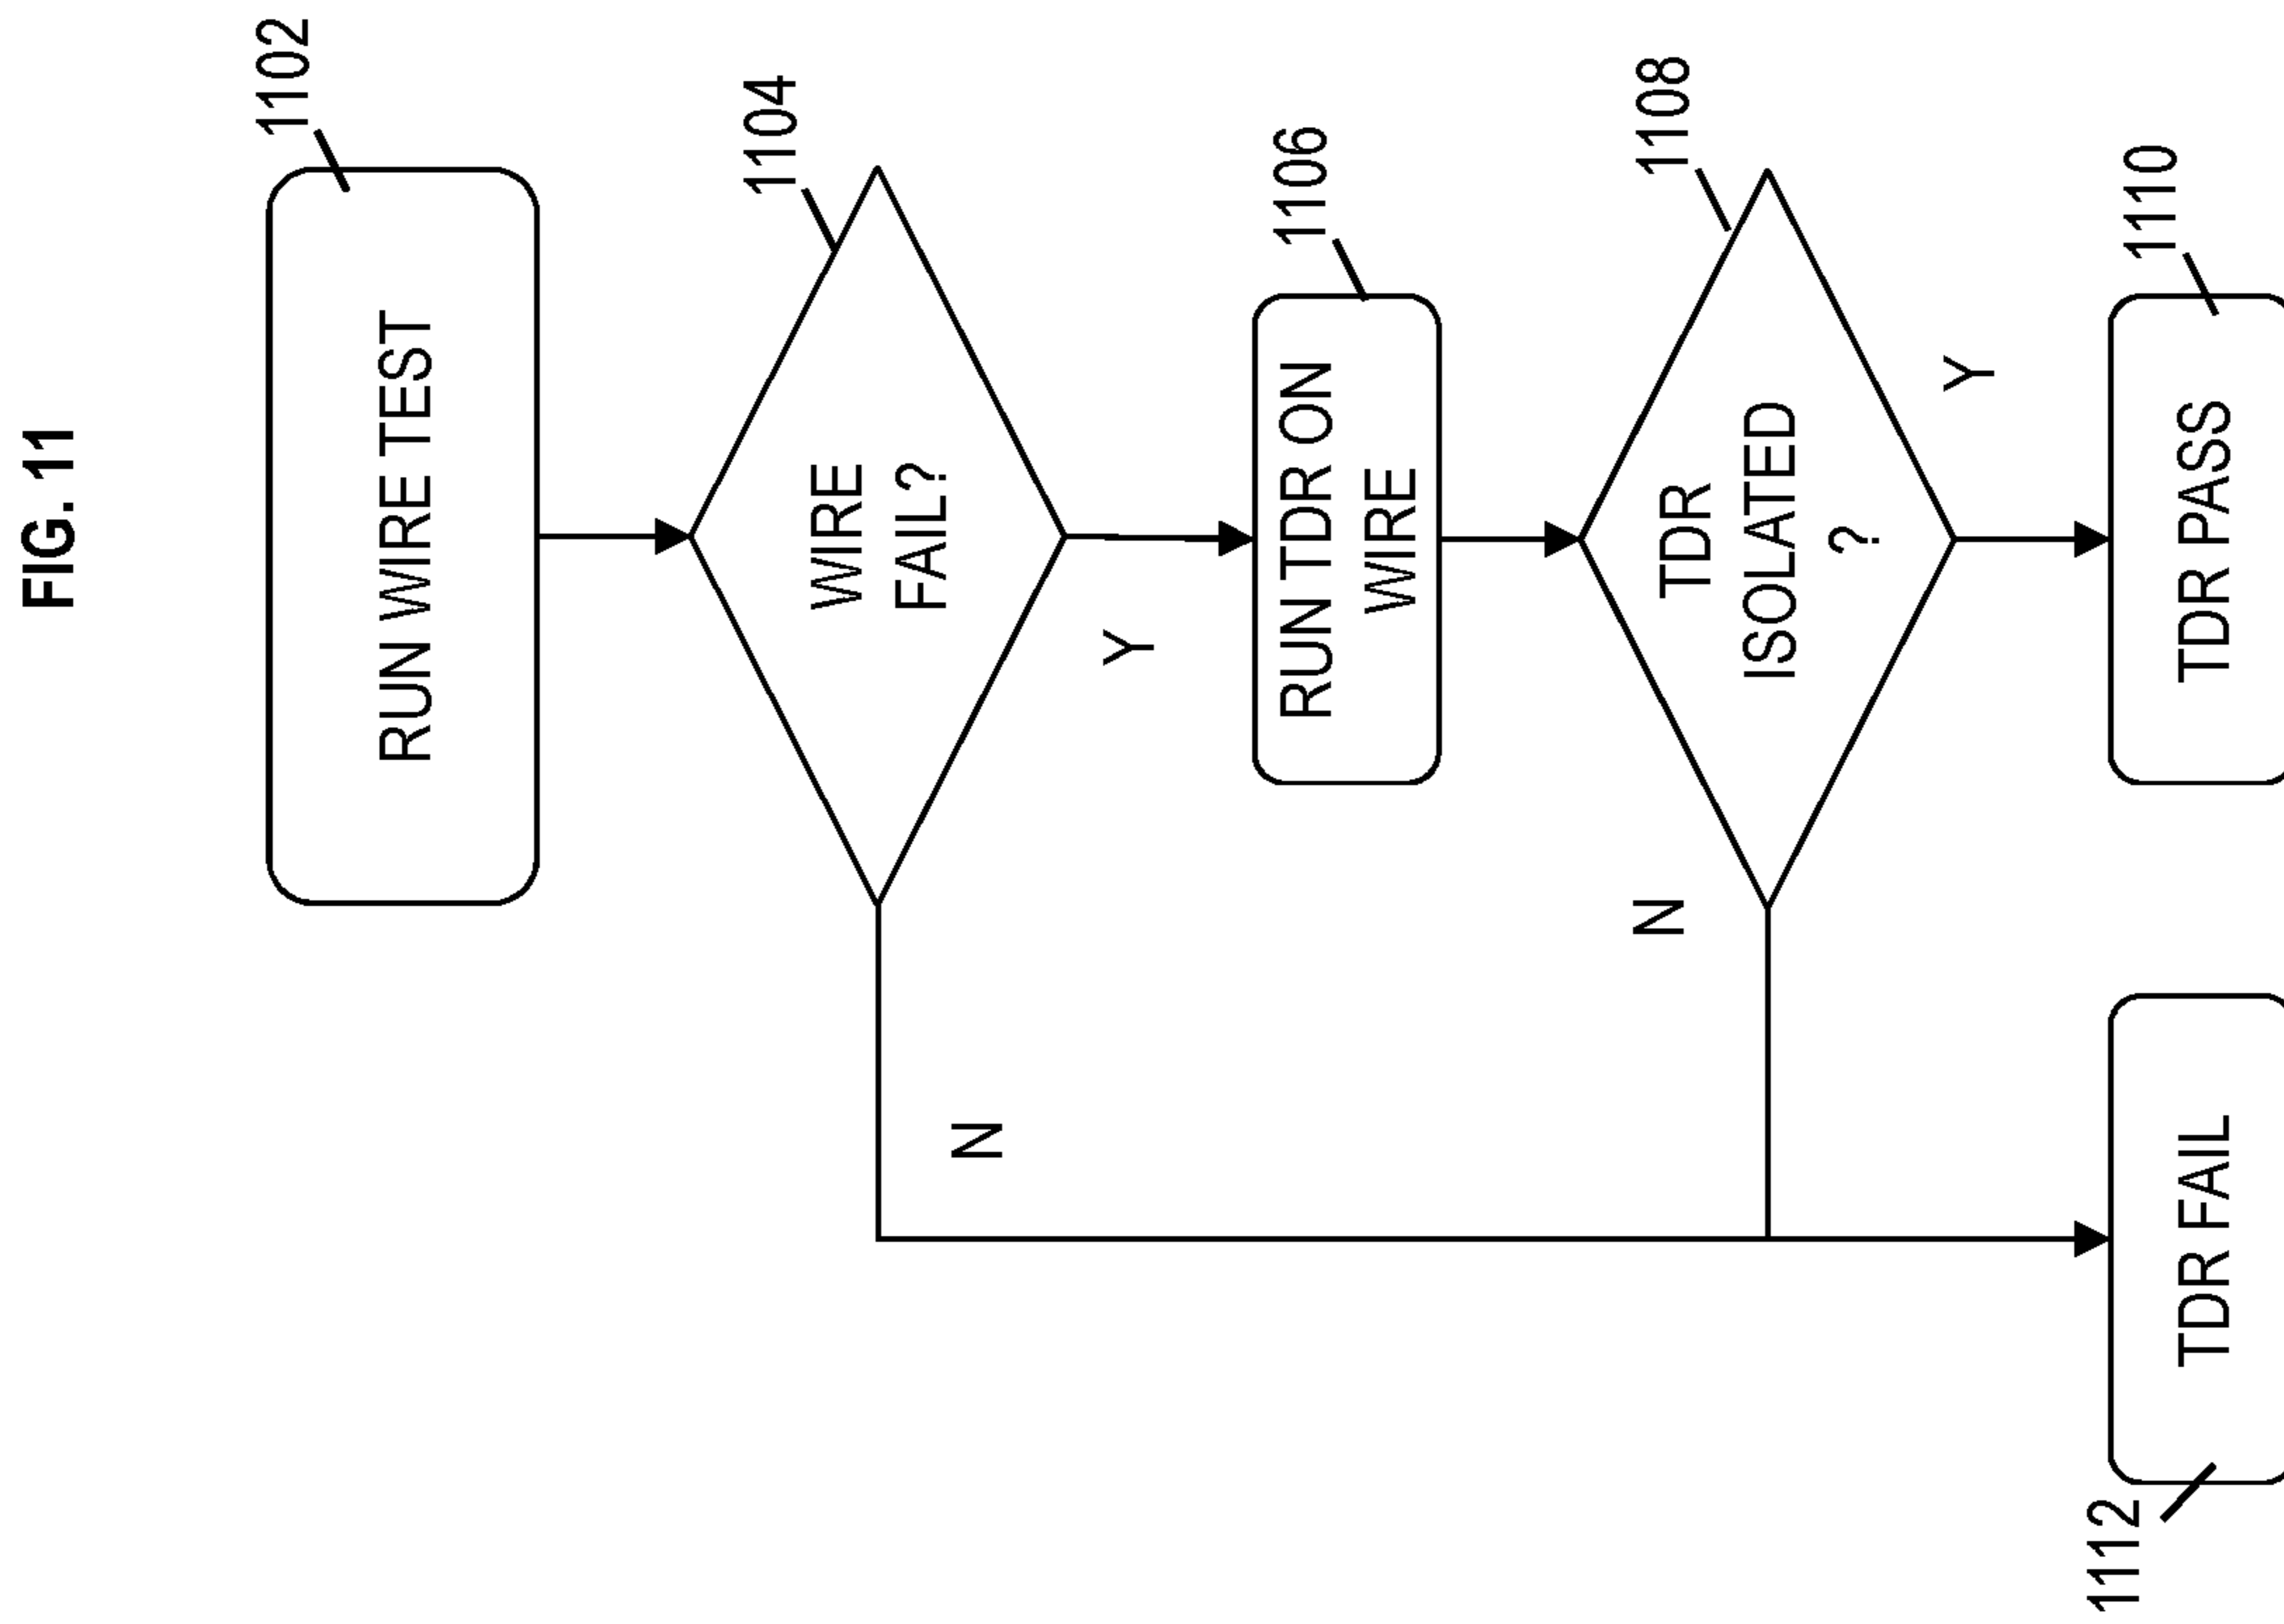 FIG. 11
1102
RUN WIRE TEST
1104
WIRE
FAIL?
N
Y
1106
RUN TDR ON
WIRE
1108
TDR
ISOLATED
?
N
Y
1110
TDR PASS
1112
TDR FAIL